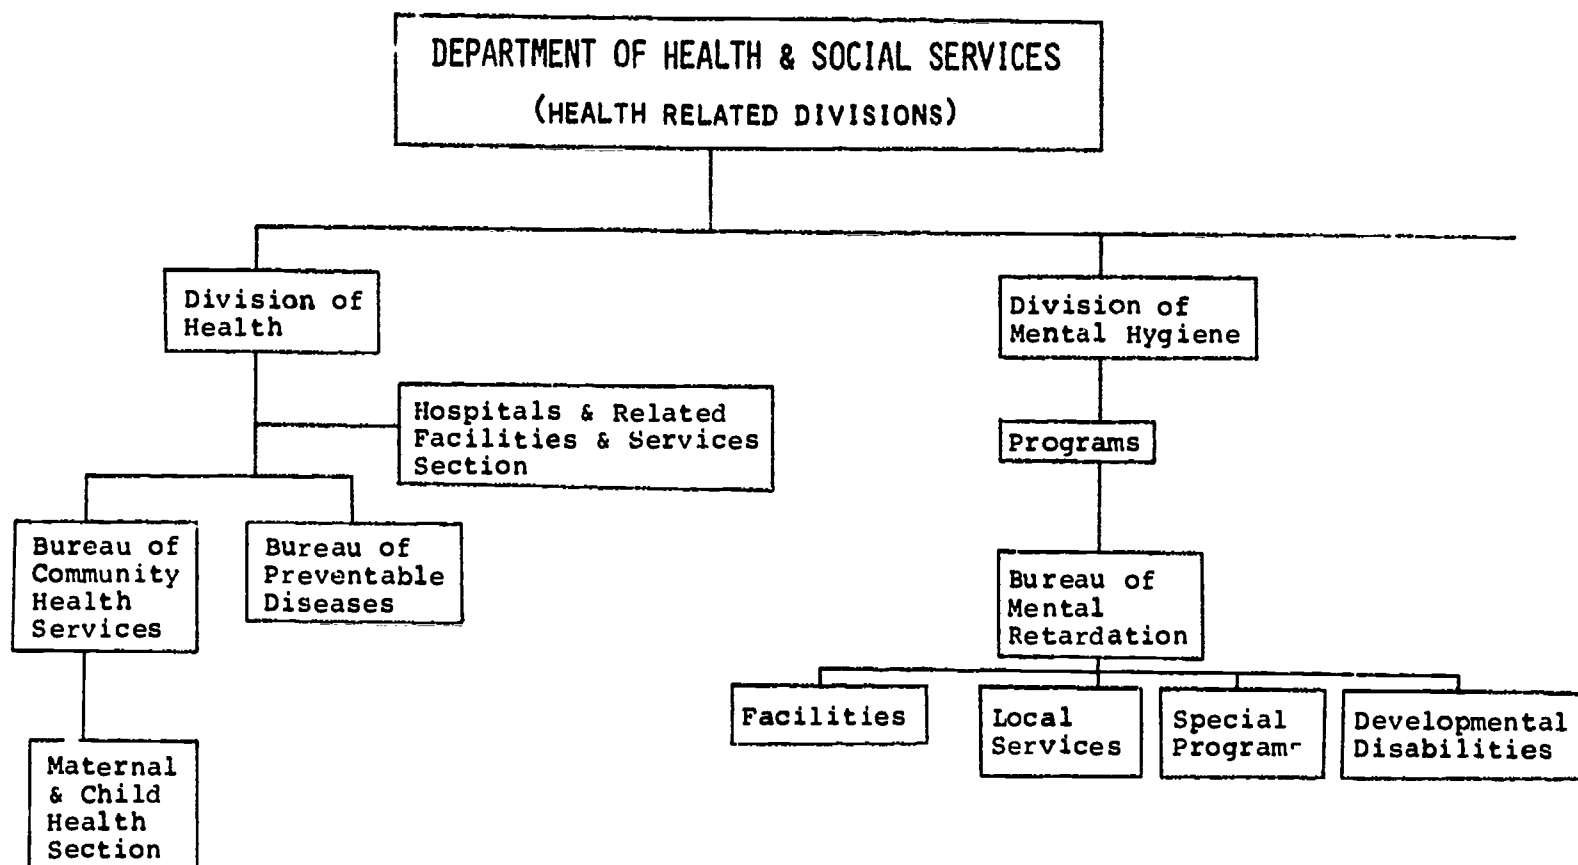 DEPARTMENT OF HEALTH & SOCIAL SERVICES
(HEALTH RELATED DIVISIONS)
Division of
Health
Division of
Mental Hygiene
Hospitals & Related
Facilities & Services
Section
Programs
Bureau of
Community
Health
Services
Bureau of
Preventable
Diseases
Bureau of
Mental
Retardation
Facilities
Local
Services
Special
Developmental
Disabilities
Maternal
& Child
Health
Section